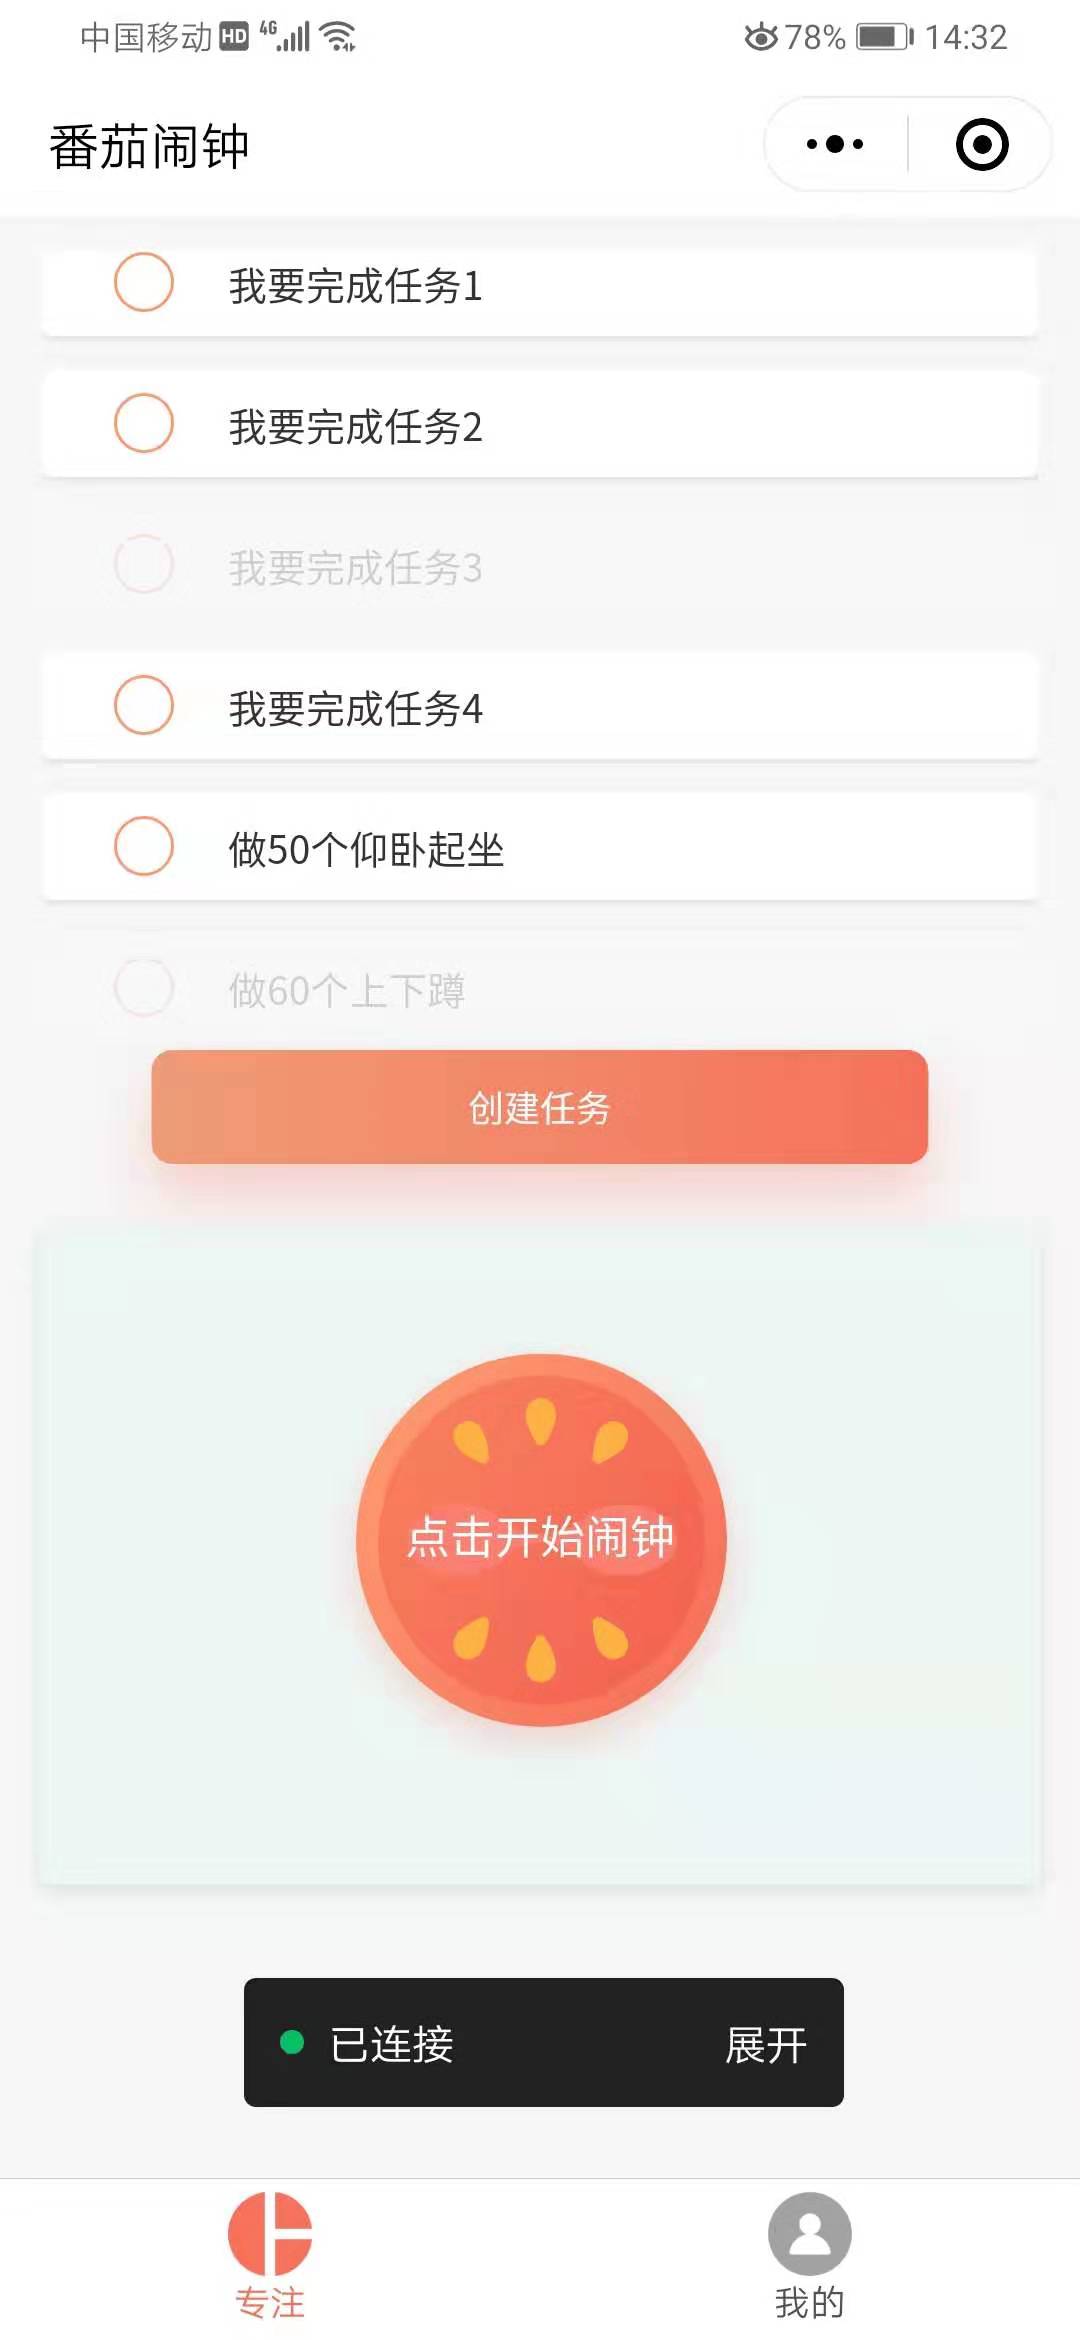 中国移动 HD 4G 78% 14:32
番茄闹钟
我要完成任务1
我要完成任务2
我要完成任务3
我要完成任务4
做50个仰卧起坐
做60个上下蹲
创建任务
点击开始闹钟
已连接 展开
专注 我的